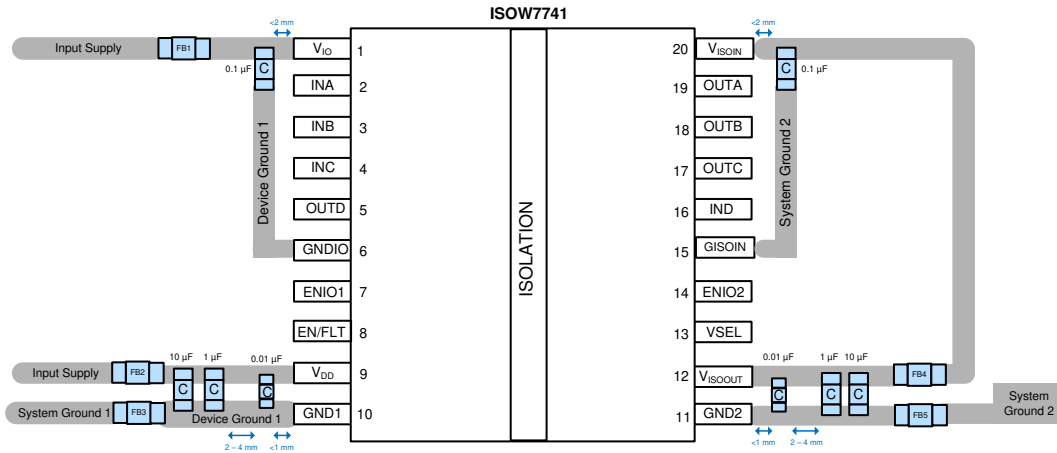 ISOW7741
<2 mm
<2 mm
Input Supply
FB1
VIO
1
20
VISOIN
0.1 µF
C
C
0.1 µF
INA
2
19
OUTA
INB
3
18
OUTB
Device Ground 1
System Ground 2
INC
4
17
OUTC
ISOLATION
OUTD
5
16
IND
GNDIO
6
15
GISOIN
ENIO1
7
14
ENIO2
EN/FLT
8
13
VSEL
10 µF
1 µF
0.01 µF
0.01 µF
1 µF
10 µF
Input Supply
FB2
VDD
9
12
VISOOUT
FB4
C
C
C
C
C
C
System Ground 1
FB3
Device Ground 1
GND1
10
11
GND2
FB5
System
Ground 2
2 – 4 mm
<1 mm
<1 mm
2 – 4 mm